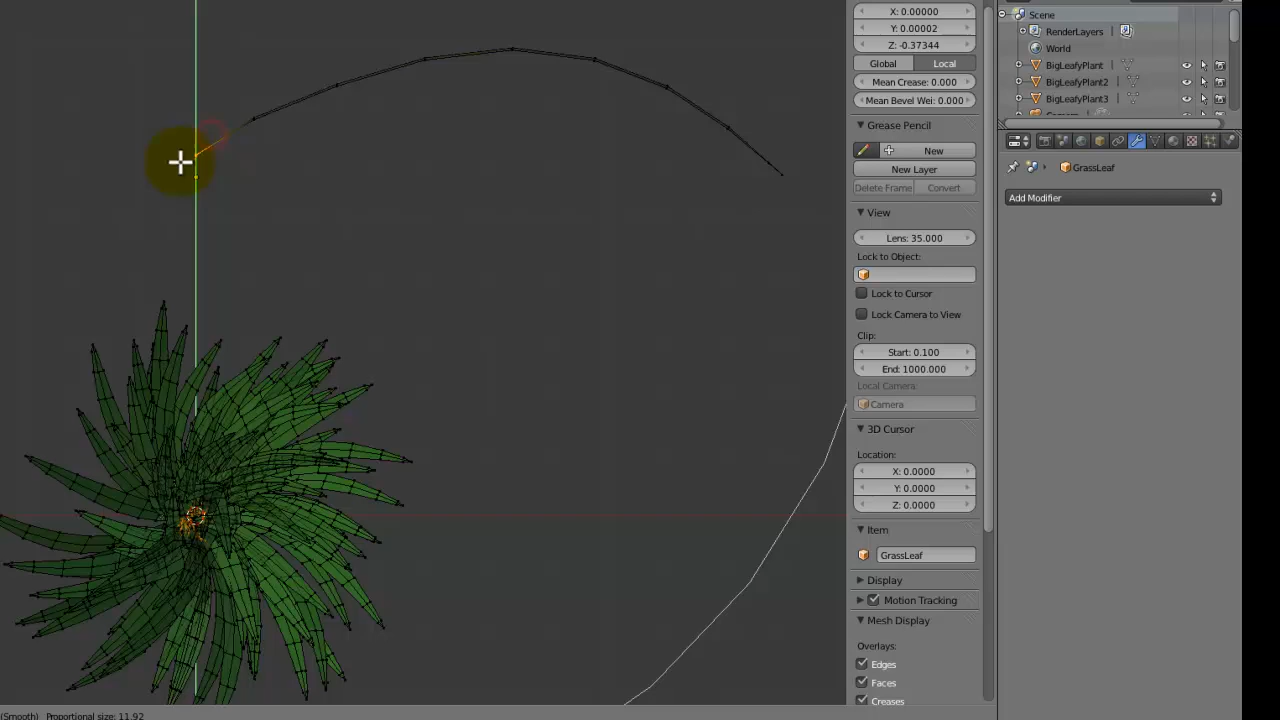 X: 0.00000
Y: 0.00002
Z: -0.37344
Global
Local
Mean Crease: 0.000
Mean Bevel Wei: 0.000
Grease Pencil
New
New Layer
Delete Frame
Convert
View
Lens: 35.000
Lock to Object:
Lock to Cursor
Lock Camera to View
Clip:
Start: 0.100
End: 1000.000
Local Camera:
Camera
3D Cursor
Location:
X: 0.0000
Y: 0.0000
Z: 0.0000
Item
GrassLeaf
Display
Motion Tracking
Mesh Display
Overlays:
Edges
Faces
Creases
Scene
RenderLayers
World
BigLeafyPlant
BigLeafyPlant2
BigLeafyPlant3
GrassLeaf
Add Modifier
(Smooth) Proportional size: 11.92